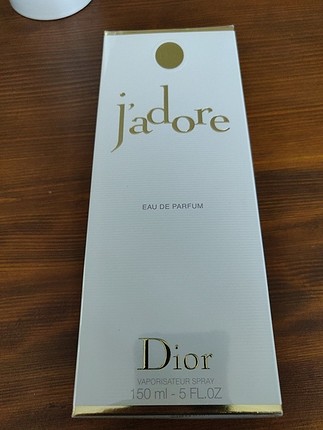 j'adore
EAU DE PARFUM
Dior
VAPORISATEUR SPRAY
150 ml - 5 FL.OZ